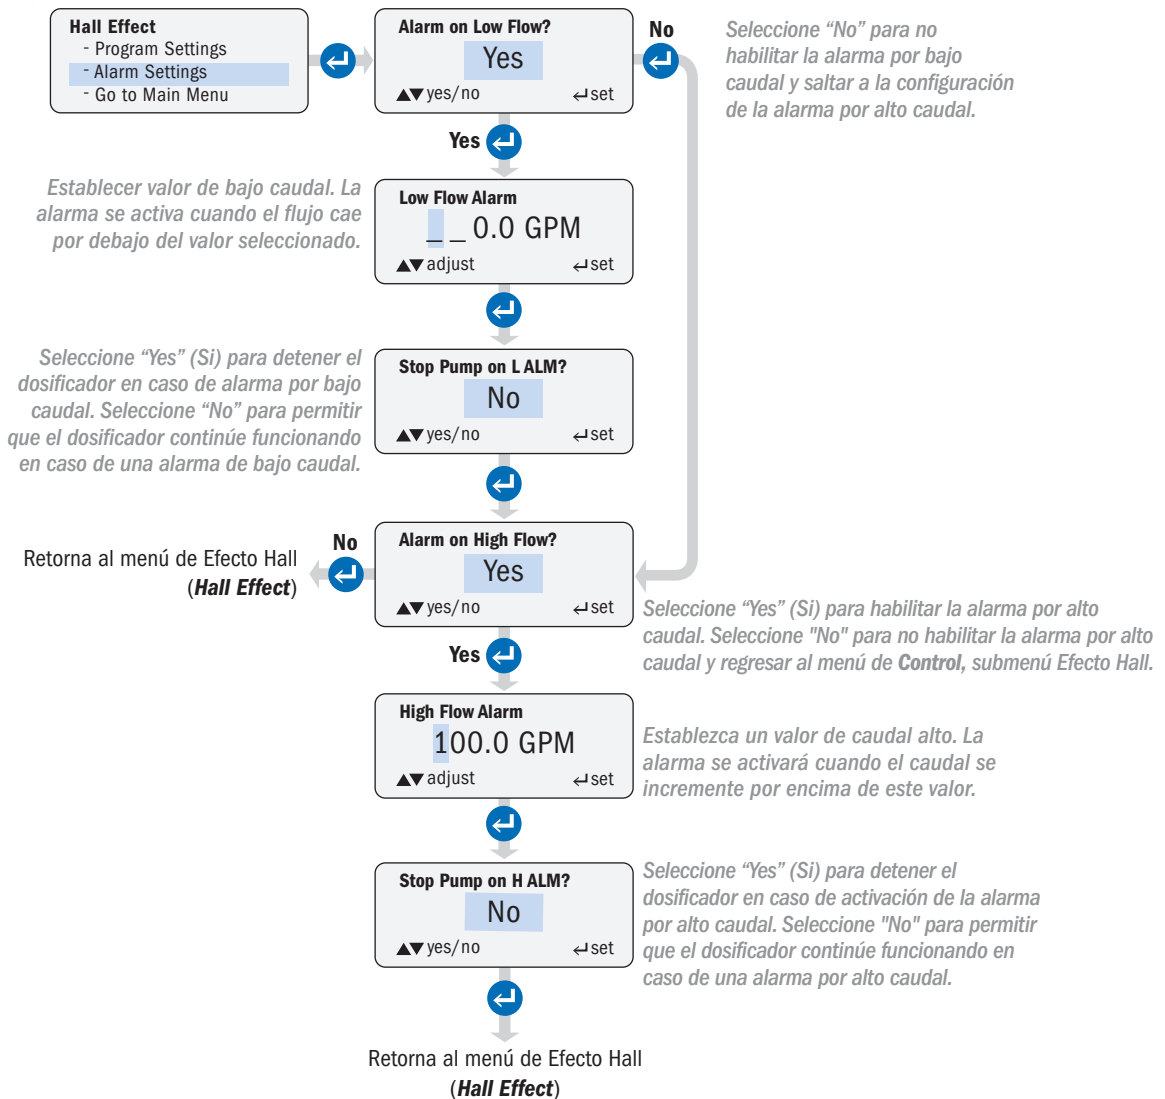 Hall Effect
- Program Settings
- Alarm Settings
- Go to Main Menu
Alarm on Low Flow?
Yes
▲▼ yes/no ↵ set
No
Seleccione “No” para no
habilitar la alarma por bajo
caudal y saltar a la configuración
de la alarma por alto caudal.
Yes
Establecer valor de bajo caudal. La
alarma se activa cuando el flujo cae
por debajo del valor seleccionado.
Low Flow Alarm
_ _ 0.0 GPM
▲▼ adjust ↵ set
Seleccione “Yes” (Si) para detener el
dosificador en caso de alarma por bajo
caudal. Seleccione “No” para permitir
que el dosificador continúe funcionando
en caso de una alarma de bajo caudal.
Stop Pump on L ALM?
No
▲▼ yes/no ↵ set
Retorna al menú de Efecto Hall
(Hall Effect)
No
Alarm on High Flow?
Yes
▲▼ yes/no ↵ set
Seleccione “Yes” (Si) para habilitar la alarma por alto
caudal. Seleccione "No" para no habilitar la alarma por alto
caudal y regresar al menú de Control, submenú Efecto Hall.
Yes
High Flow Alarm
100.0 GPM
▲▼ adjust ↵ set
Establezca un valor de caudal alto. La
alarma se activará cuando el caudal se
incremente por encima de este valor.
Stop Pump on H ALM?
No
▲▼ yes/no ↵ set
Seleccione “Yes” (Si) para detener el
dosificador en caso de activación de la alarma
por alto caudal. Seleccione "No" para permitir
que el dosificador continúe funcionando en
caso de una alarma por alto caudal.
Retorna al menú de Efecto Hall
(Hall Effect)